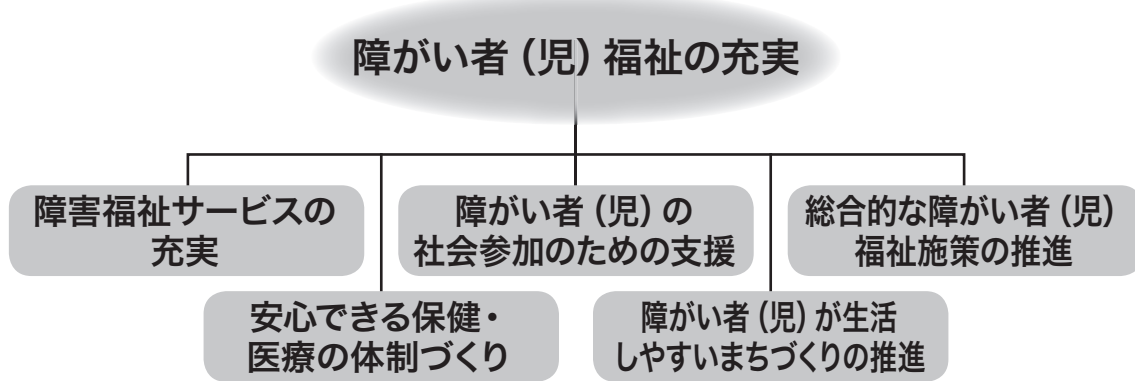 障がい者（児）福祉の充実
障害福祉サービスの
充実
安心できる保健・
医療の体制づくり
障がい者（児）の
社会参加のための支援
障がい者（児）が生活
しやすいまちづくりの推進
総合的な障がい者（児）
福祉施策の推進